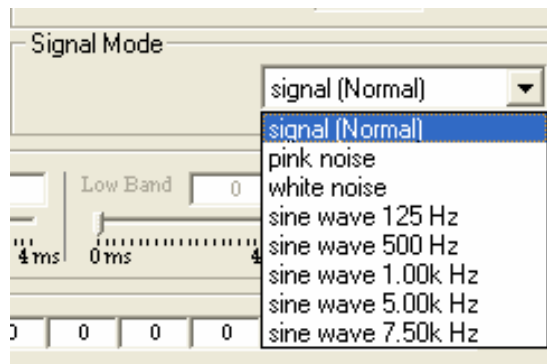 Signal Mode
signal (Normal)
signal (Normal)
pink noise
white noise
sine wave 125 Hz
sine wave 500 Hz
sine wave 1.00k Hz
sine wave 5.00k Hz
sine wave 7.50k Hz
Low Band 0
4 ms 0 ms 4
0 0 0